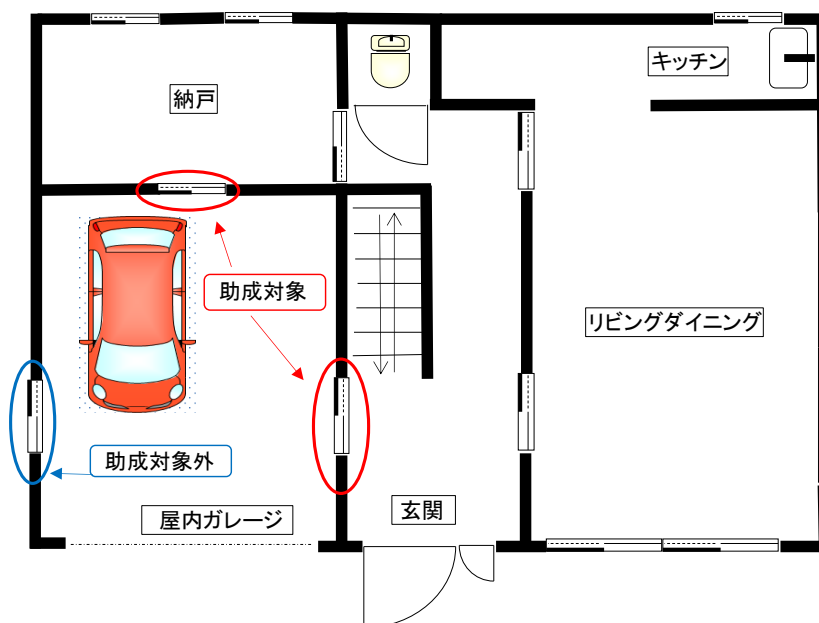 キッチン
納戸
助成対象
リビングダイニング
助成対象外
玄関
屋内ガレージ